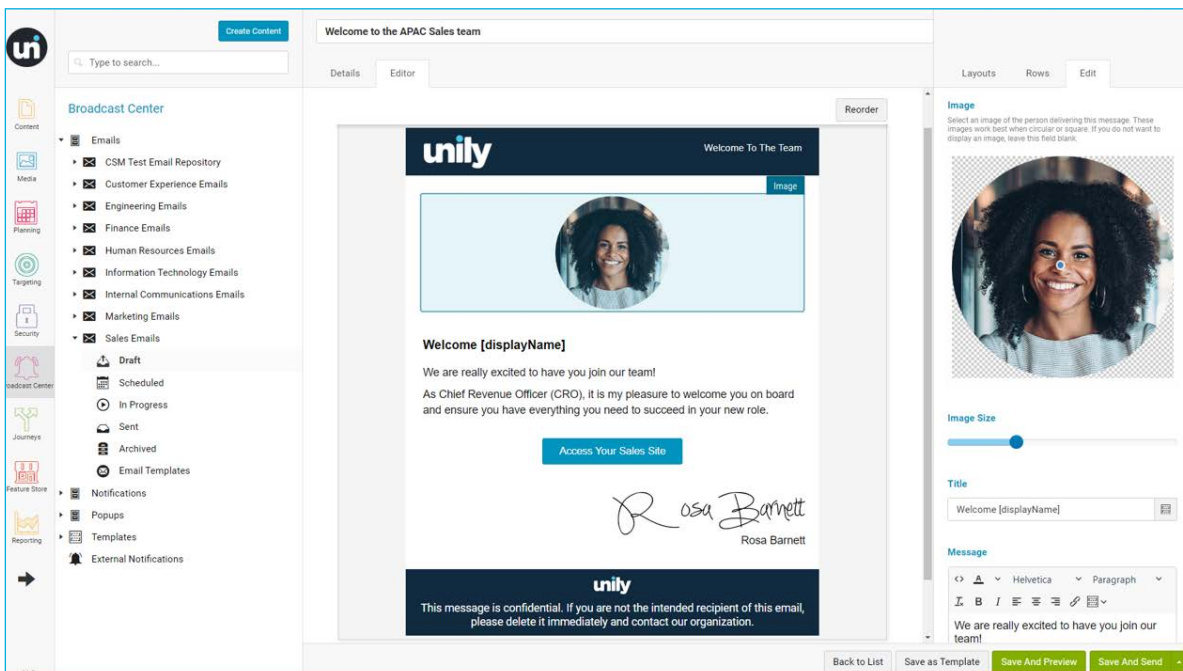 un
Create Content
Type to search...
Content
Media
Planning
Targeting
Security
oadcast Center
Journeys
Feature Store
Reporting
Broadcast Center
Emails
CSM Test Email Repository
Customer Experience Emails
Engineering Emails
Finance Emails
Human Resources Emails
Information Technology Emails
Internal Communications Emails
Marketing Emails
Sales Emails
Draft
Scheduled
In Progress
Sent
Archived
Email Templates
Notifications
Popups
Templates
External Notifications
Welcome to the APAC Sales team
Details Editor
Reorder
unily Welcome To The Team
Image
Welcome [displayName]
We are really excited to have you join our team!
As Chief Revenue Officer (CRO), it is my pleasure to welcome you on board
and ensure you have everything you need to succeed in your new role.
Access Your Sales Site
Rosa Barnett
Rosa Barnett
unily
This message is confidential. If you are not the intended recipient of this email,
please delete it immediately and contact our organization.
Layouts Rows Edit
Image
Select an image of the person delivering this message. These
images work best when circular or square. If you do not want to
display an image, leave this field blank.
Image Size
Title
Welcome [displayName]
Message
<> A Helvetica Paragraph
B I
We are really excited to have you join our
team!
Back to List Save as Template Save And Preview Save And Send